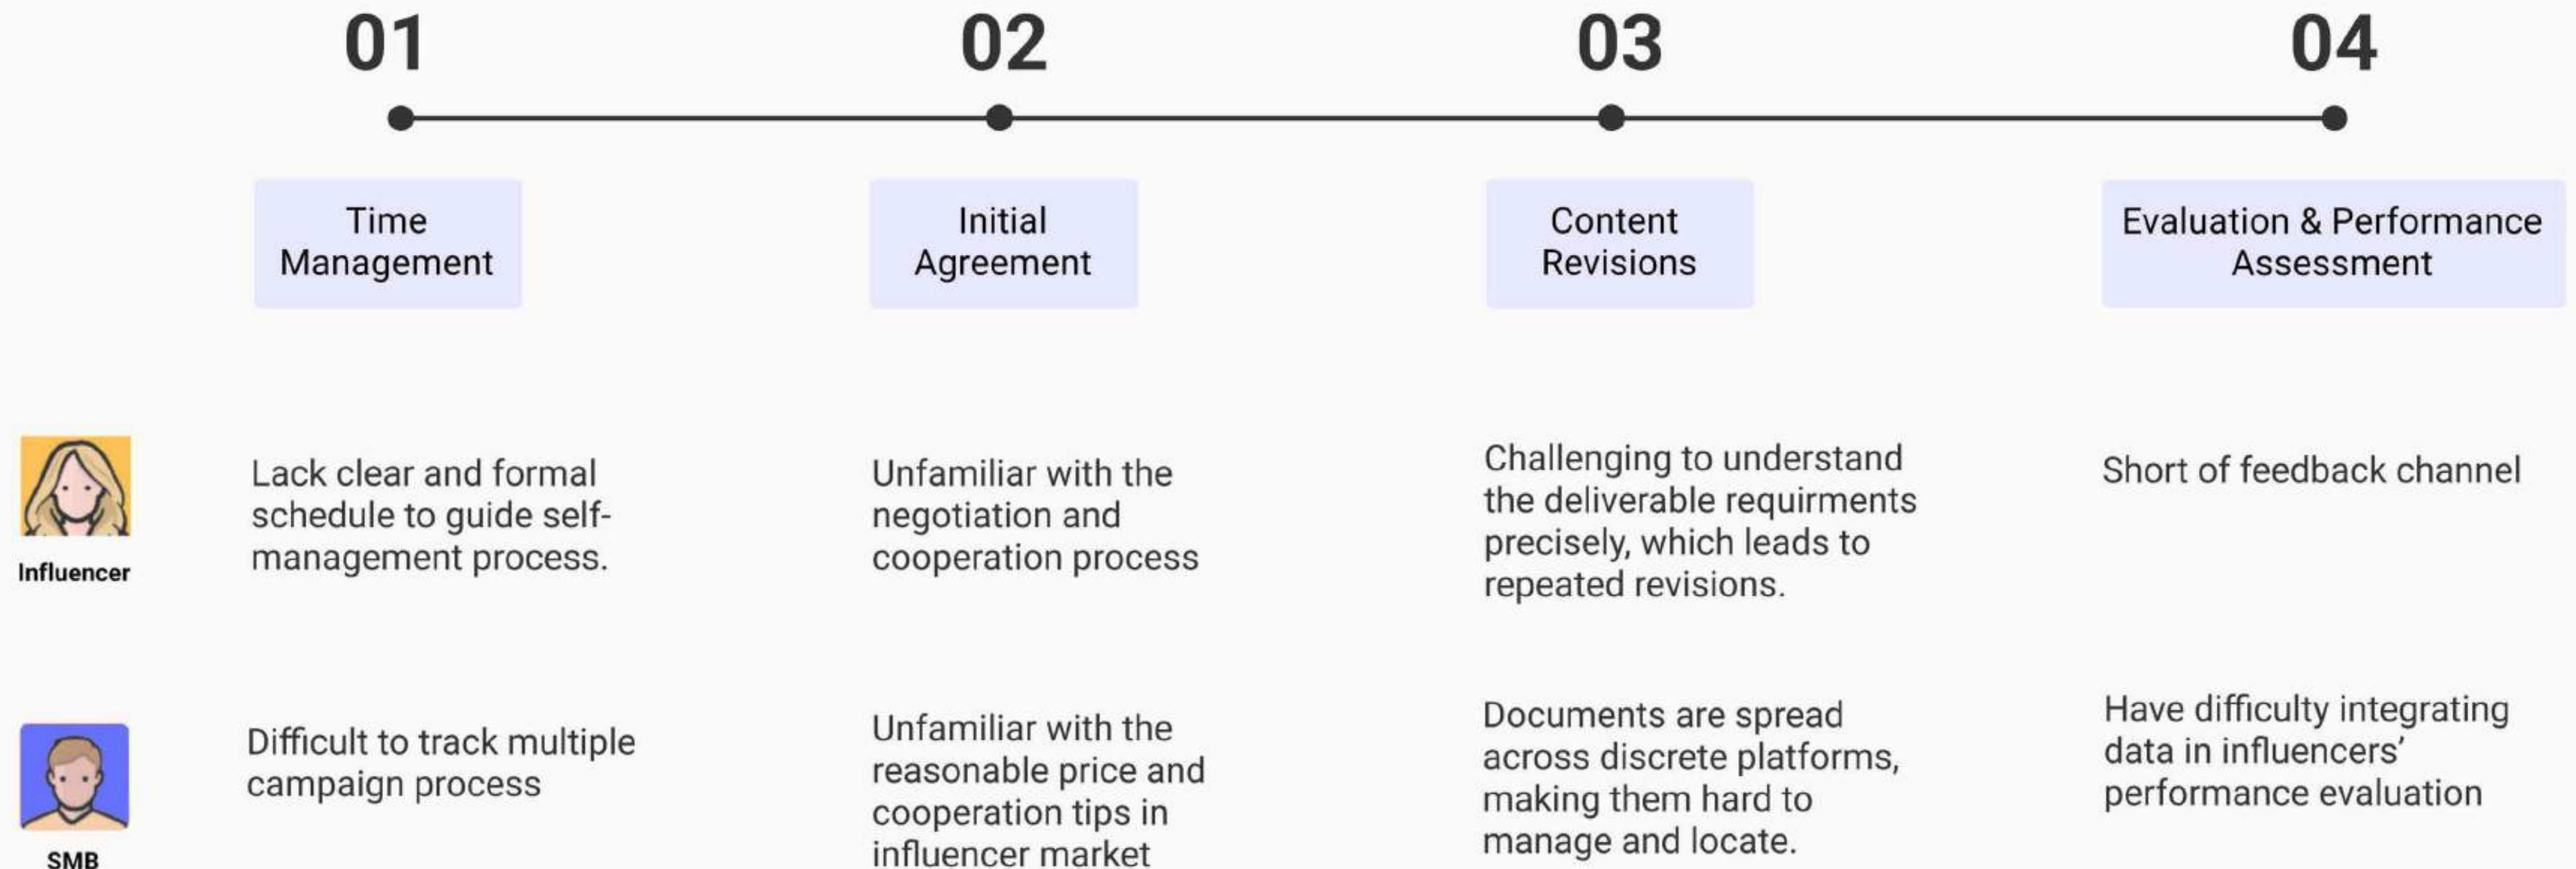 01
02
03
04
Time
Management
Initial
Agreement
Content
Revisions
Evaluation & Performance
Assessment
Influencer
Lack clear and formal
schedule to guide self-
management process.
Unfamiliar with the
negotiation and
cooperation process
Challenging to understand
the deliverable requirments
precisely, which leads to
repeated revisions.
Short of feedback channel
SMB
Difficult to track multiple
campaign process
Unfamiliar with the
reasonable price and
cooperation tips in
influencer market
Documents are spread
across discrete platforms,
making them hard to
manage and locate.
Have difficulty integrating
data in influencers’
performance evaluation